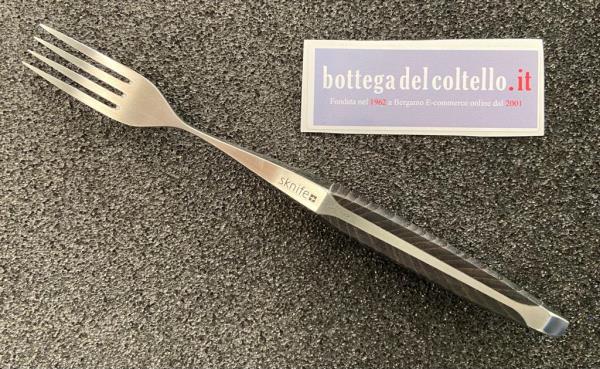 bottega del coltello.it
Fondata nel 1962 a Bergamo E-commerce online dal 2001
sknife